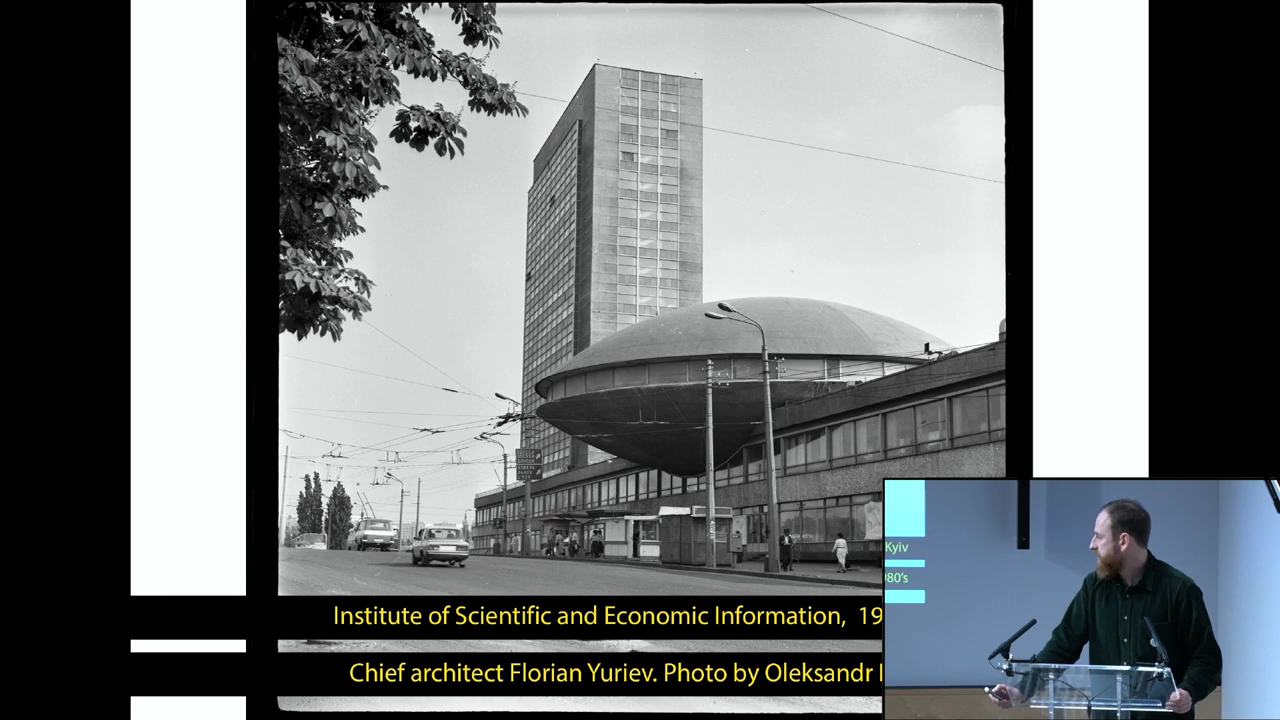 Institute of Scientific and Economic Information, 19
Chief architect Florian Yuriev. Photo by Oleksandr
Kyiv
80's